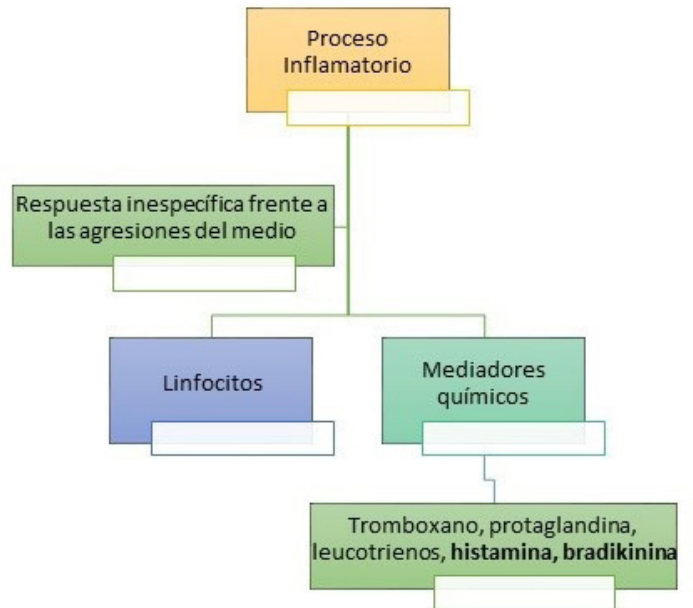 Proceso
Inflamatorio
Respuesta inespecífica frente a
las agresiones del medio
Linfocitos
Mediadores
químicos
Tromboxano, protaglandina,
leucotrienos, histamina, bradikinina